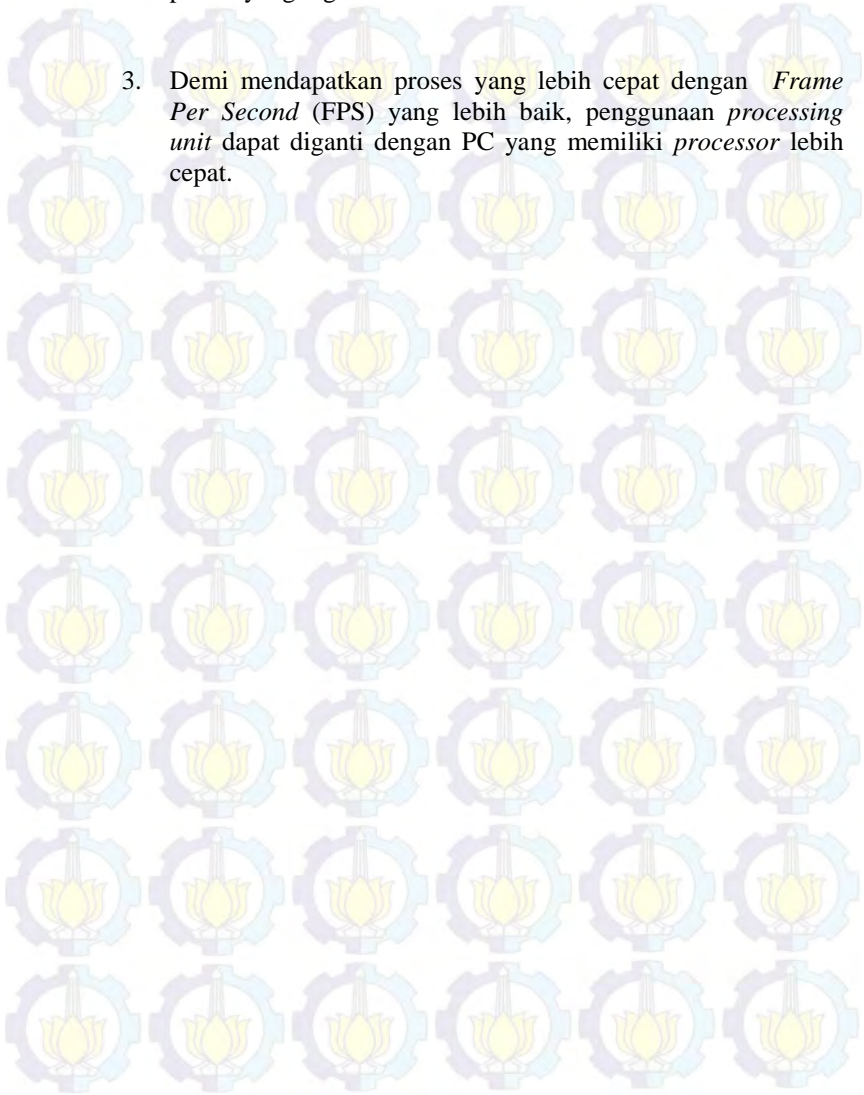 3. Demi mendapatkan proses yang lebih cepat dengan Frame
Per Second (FPS) yang lebih baik, penggunaan processing
unit dapat diganti dengan PC yang memiliki processor lebih
cepat.